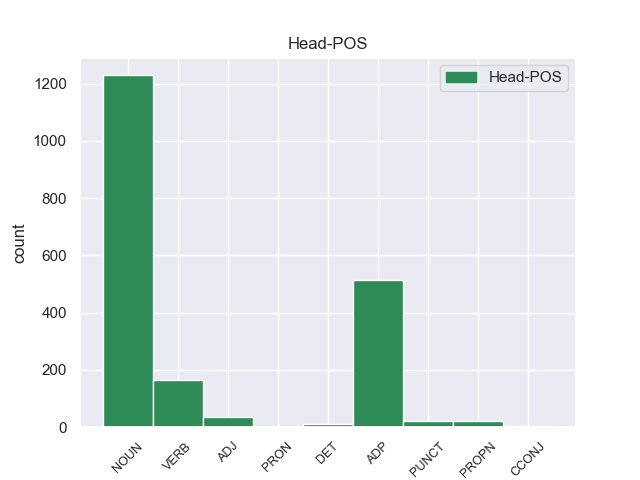 Head-POS
Head-POS
1200
1000
800
600
400
200
0
count
NOUN
VERB
ADJ
PRON
DET
ADP
PUNCT
PROPN
CCONJ